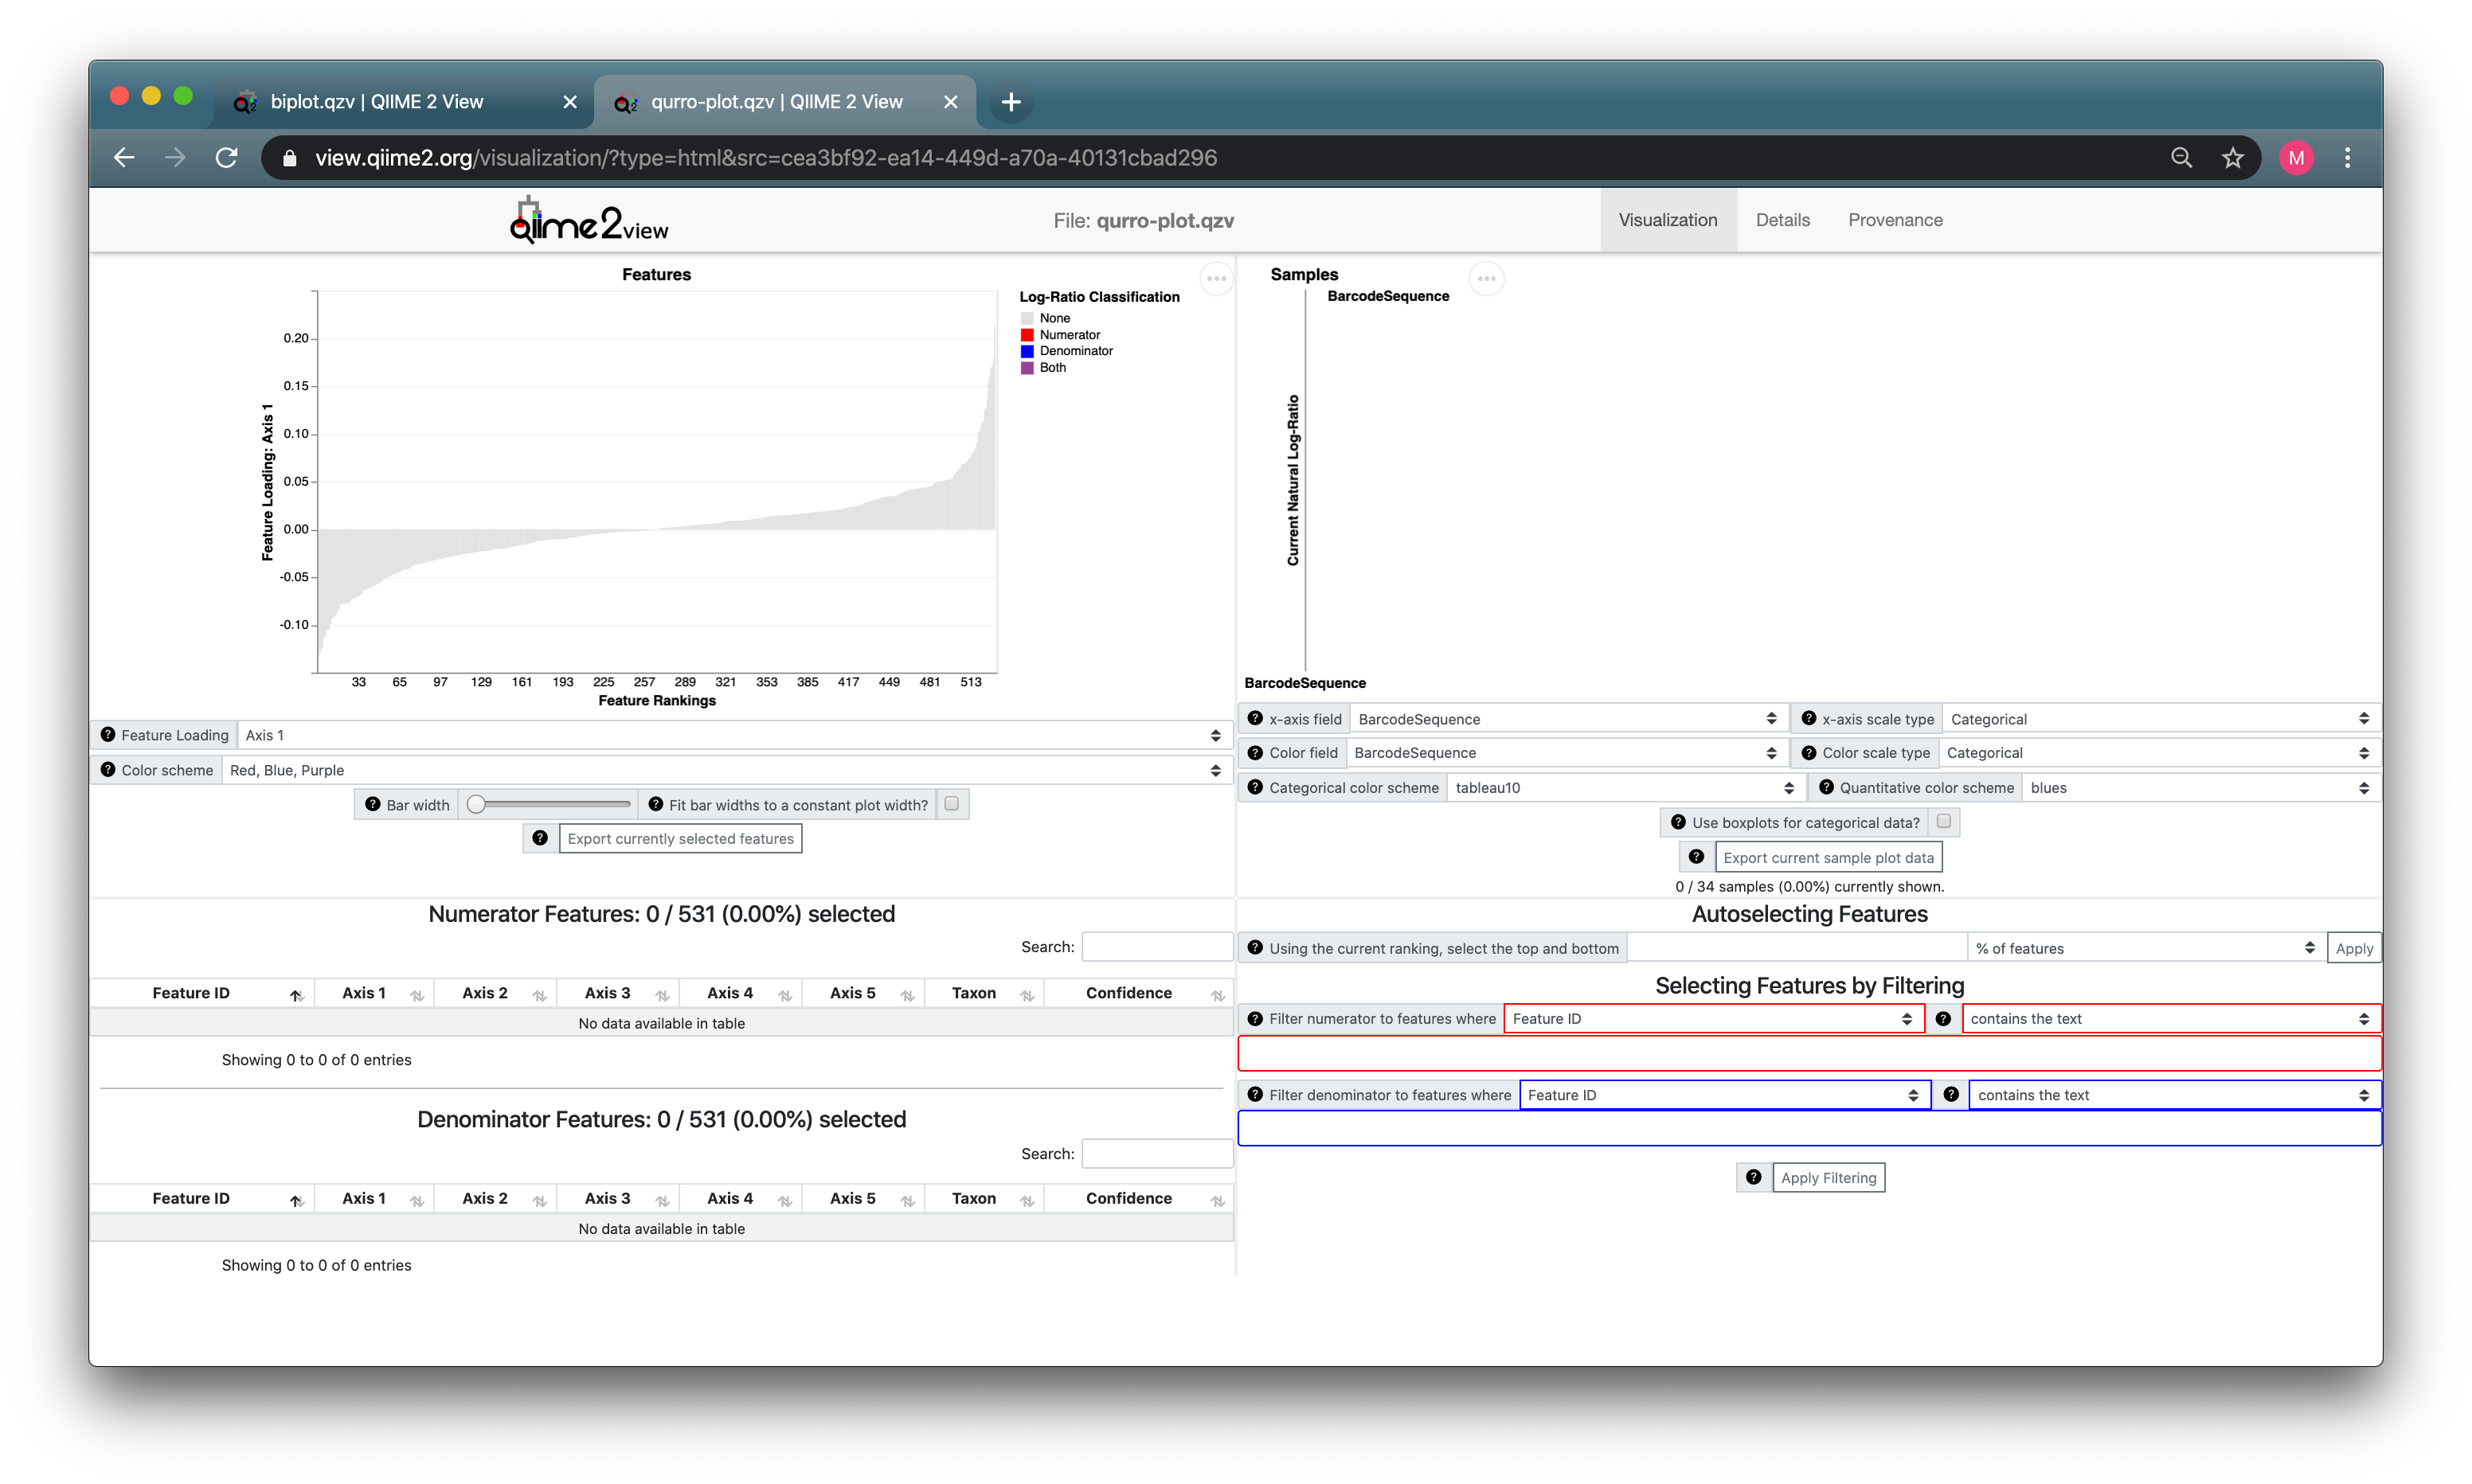 biplot.qzv | QIIME 2 View
qurro-plot.qzv | QIIME 2 View
view.qiime2.org/visualization/?type=html&src=cea3bf92-ea14-449d-a70a-40131cbad296
M
qiime2view
File: qurro-plot.qzv
Visualization
Details
Provenance
Features
0.20
0.15
0.10
0.05
0.00
-0.05
-0.10
Feature Loading: Axis 1
33 65 97 129 161 193 225 257 289 321 353 385 417 449 481 513
Feature Rankings
Log-Ratio Classification
None
Numerator
Denominator
Both
? Feature Loading Axis 1
? Color scheme Red, Blue, Purple
? Bar width ? Fit bar widths to a constant plot width?
? Export currently selected features
Samples
BarcodeSequence
Current Natural Log-Ratio
BarcodeSequence
? x-axis field BarcodeSequence ? x-axis scale type Categorical
? Color field BarcodeSequence ? Color scale type Categorical
? Categorical color scheme tableau10 ? Quantitative color scheme blues
? Use boxplots for categorical data?
? Export current sample plot data
0 / 34 samples (0.00%) currently shown.
Numerator Features: 0 / 531 (0.00%) selected
Search:
Feature ID Axis 1 Axis 2 Axis 3 Axis 4 Axis 5 Taxon Confidence
No data available in table
Showing 0 to 0 of 0 entries
Denominator Features: 0 / 531 (0.00%) selected
Search:
Feature ID Axis 1 Axis 2 Axis 3 Axis 4 Axis 5 Taxon Confidence
No data available in table
Showing 0 to 0 of 0 entries
Autoselecting Features
? Using the current ranking, select the top and bottom % of features Apply
Selecting Features by Filtering
? Filter numerator to features where Feature ID ? contains the text
? Filter denominator to features where Feature ID ? contains the text
? Apply Filtering